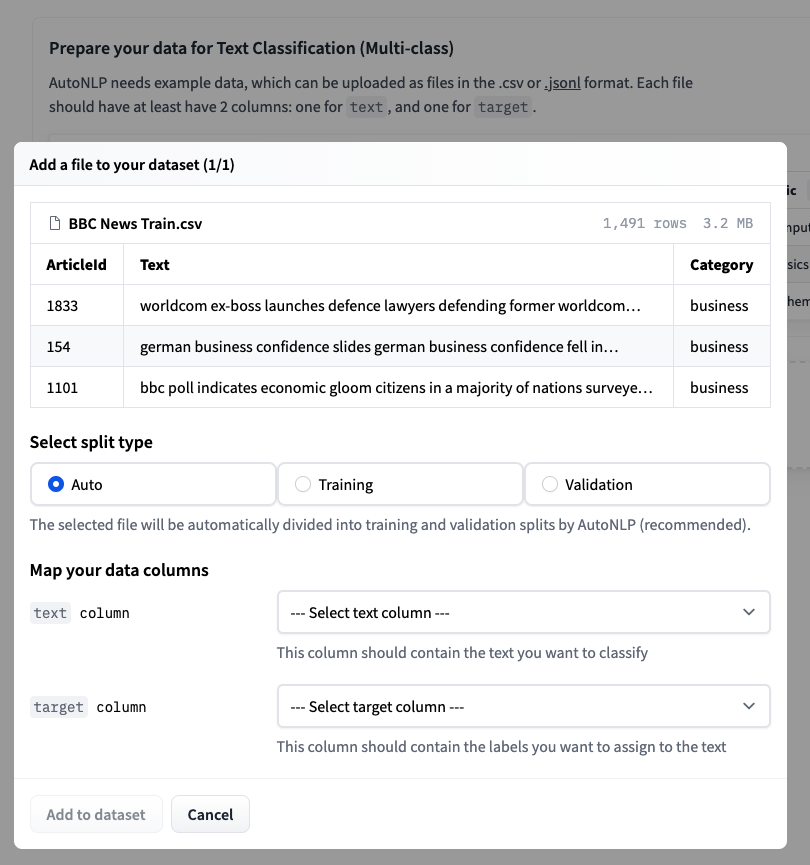 Prepare your data for Text Classification (Multi-class)
AutoNLP needs example data, which can be uploaded as files in the .csv or .jsonl format. Each file
should have at least have 2 columns: one for text, and one for target.
Add a file to your dataset (1/1)
BBC News Train.csv 1,491 rows 3.2 MB
ArticleId Text Category
1833 worldcom ex-boss launches defence lawyers defending former worldcom… business
154 german business confidence slides german business confidence fell in… business
1101 bbc poll indicates economic gloom citizens in a majority of nations surveye… business
Select split type
Auto Training Validation
The selected file will be automatically divided into training and validation splits by AutoNLP (recommended).
Map your data columns
text column --- Select text column ---
This column should contain the text you want to classify
target column --- Select target column ---
This column should contain the labels you want to assign to the text
Add to dataset Cancel